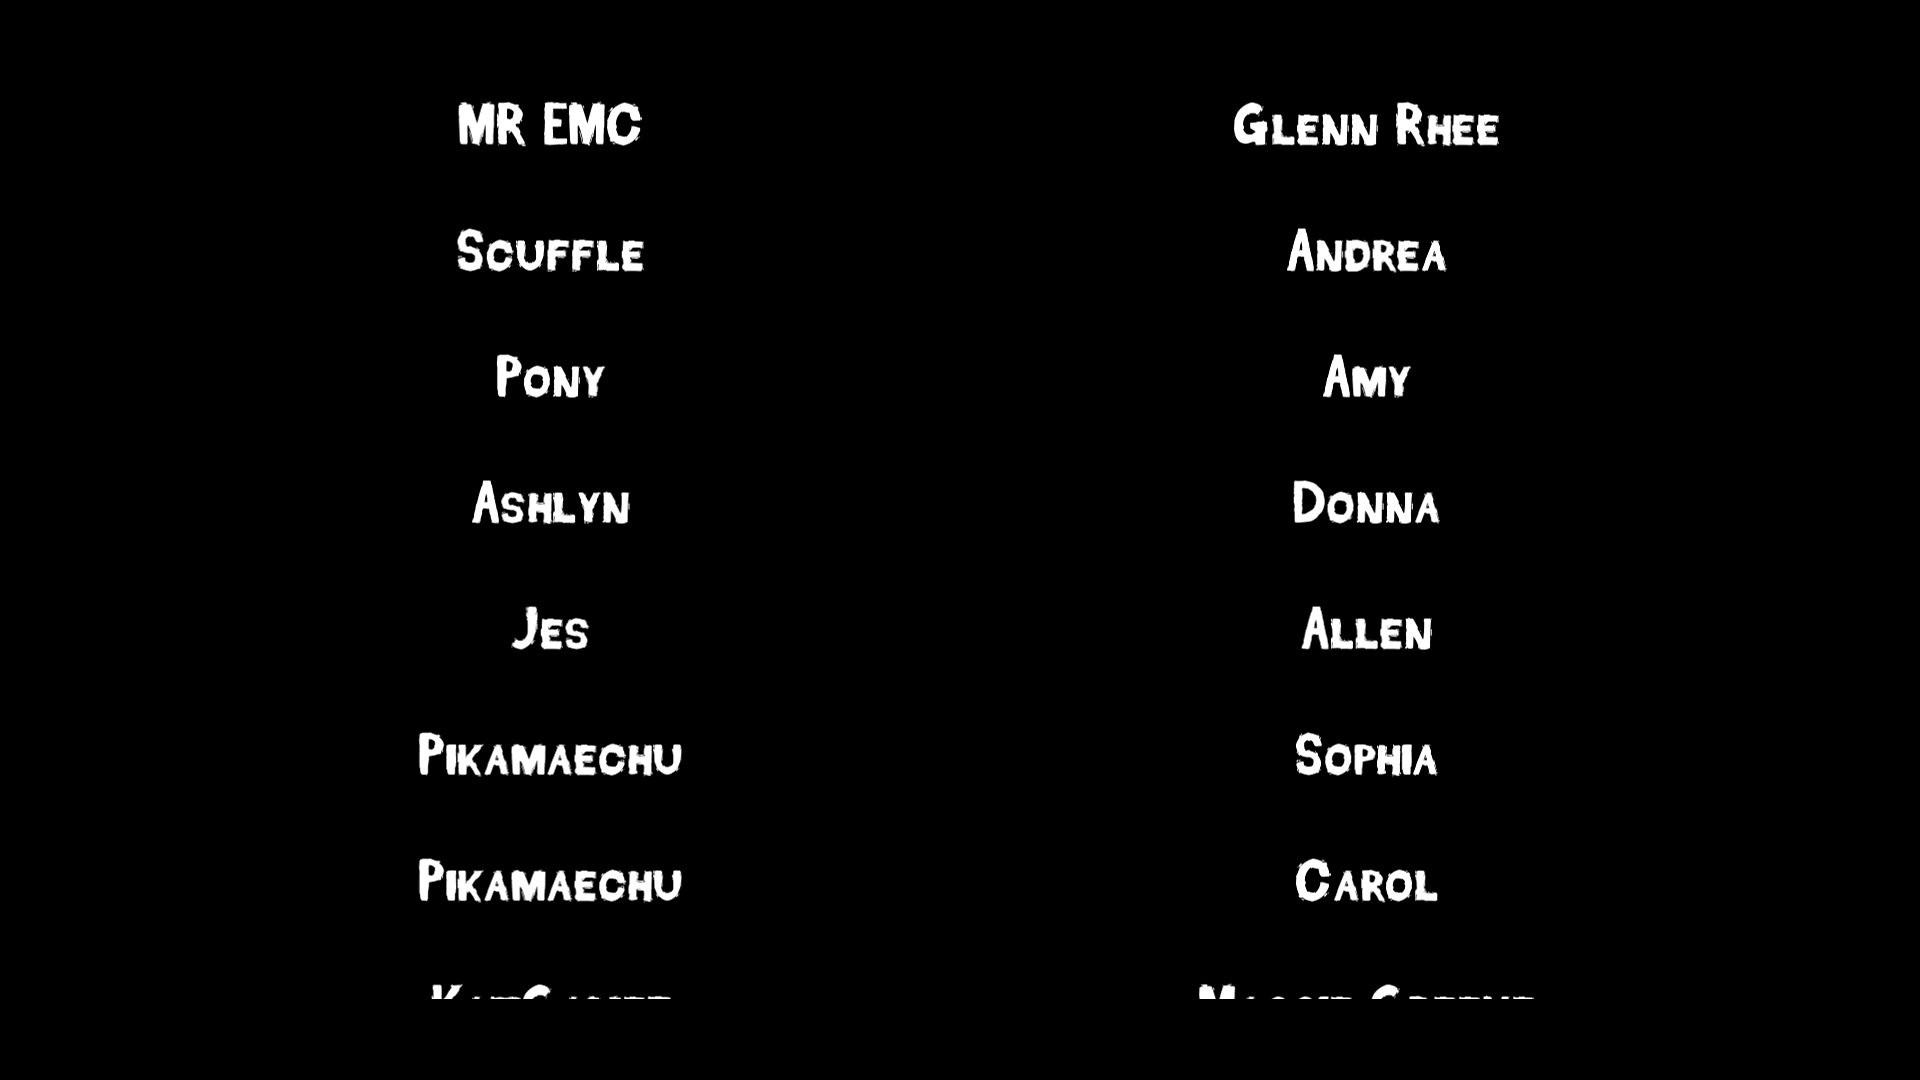 MR EMC Glenn Rhee
Scuffle Andrea
Pony Amy
Ashlyn Donna
Jes Allen
Pikamaechu Sophia
Pikamaechu Carol